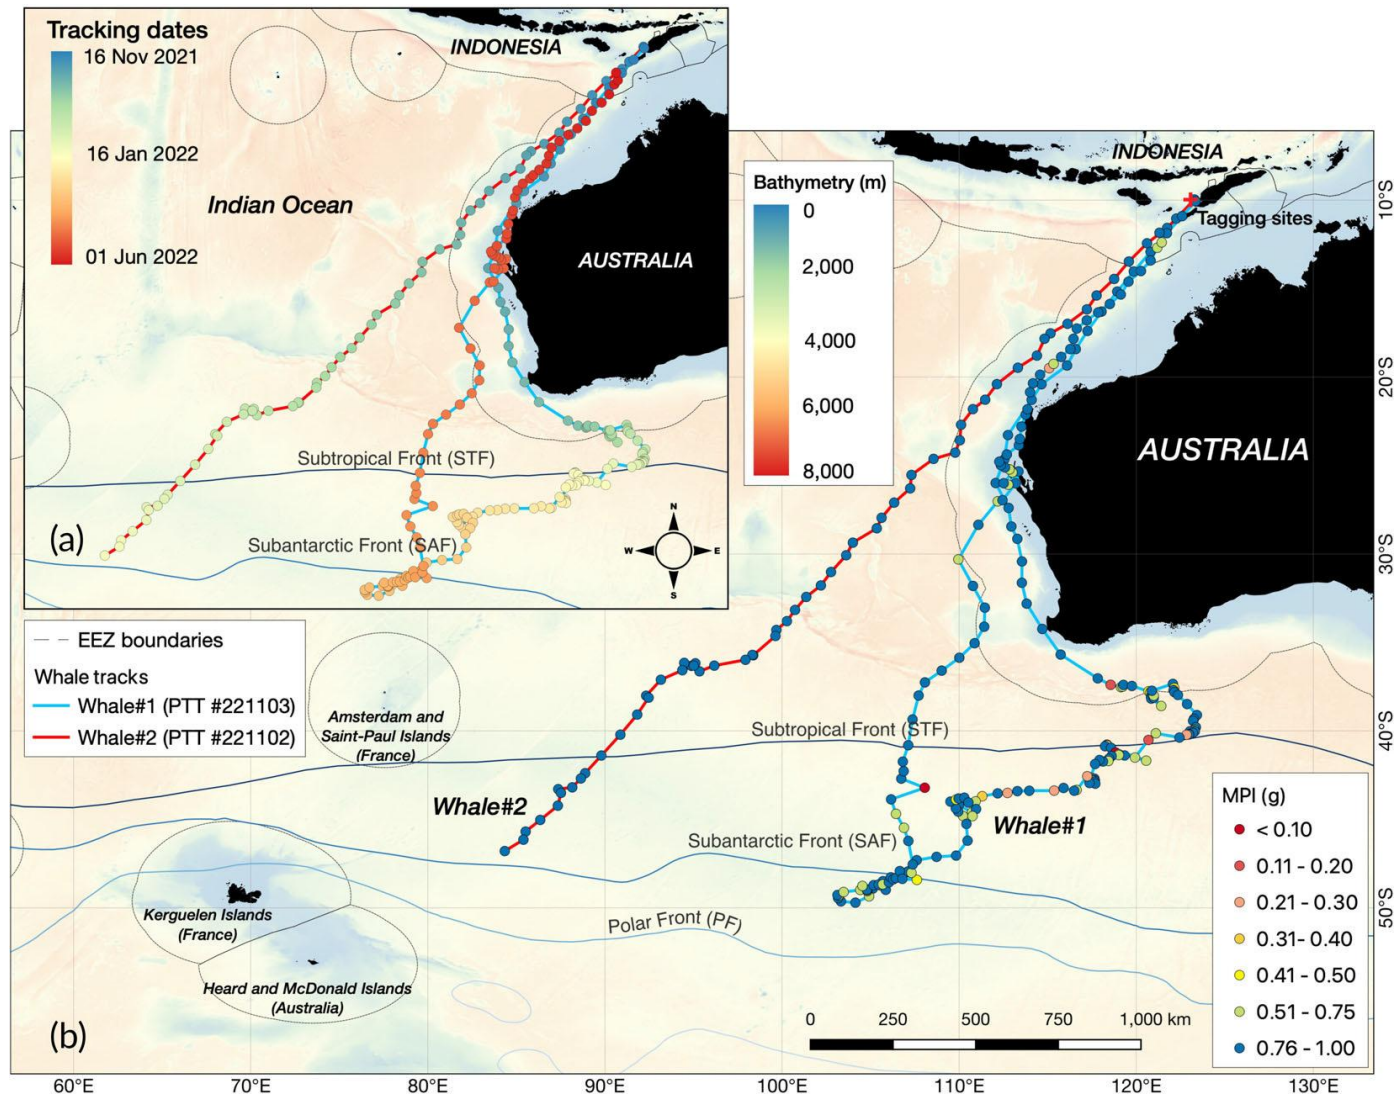 Tracking dates
16 Nov 2021
16 Jan 2022
01 Jun 2022
INDONESIA
Indian Ocean
AUSTRALIA
Subtropical Front (STF)
Subantarctic Front (SAF)
(a)
N
W
E
S
INDONESIA
Tagging sites
Bathymetry (m)
0
2,000
4,000
6,000
8,000
AUSTRALIA
10°S
20°S
30°S
40°S
50°S
EEZ boundaries
Whale tracks
Whale#1 (PTT #221103)
Whale#2 (PTT #221102)
Amsterdam and
Saint-Paul Islands
(France)
Subtropical Front (STF)
Whale#2
Whale#1
Subantarctic Front (SAF)
Polar Front (PF)
Kerguelen Islands
(France)
Heard and McDonald Islands
(Australia)
MPI (g)
< 0.10
0.11 - 0.20
0.21 - 0.30
0.31- 0.40
0.41 - 0.50
0.51 - 0.75
0.76 - 1.00
(b)
0 250 500 750 1,000 km
60°E 70°E 80°E 90°E 100°E 110°E 120°E 130°E